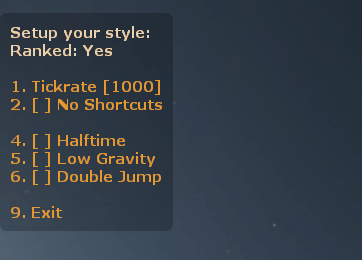 Setup your style:
Ranked: Yes
1. Tickrate [1000]
2. [ ] No Shortcuts
4. [ ] Halftime
5. [ ] Low Gravity
6. [ ] Double Jump
9. Exit